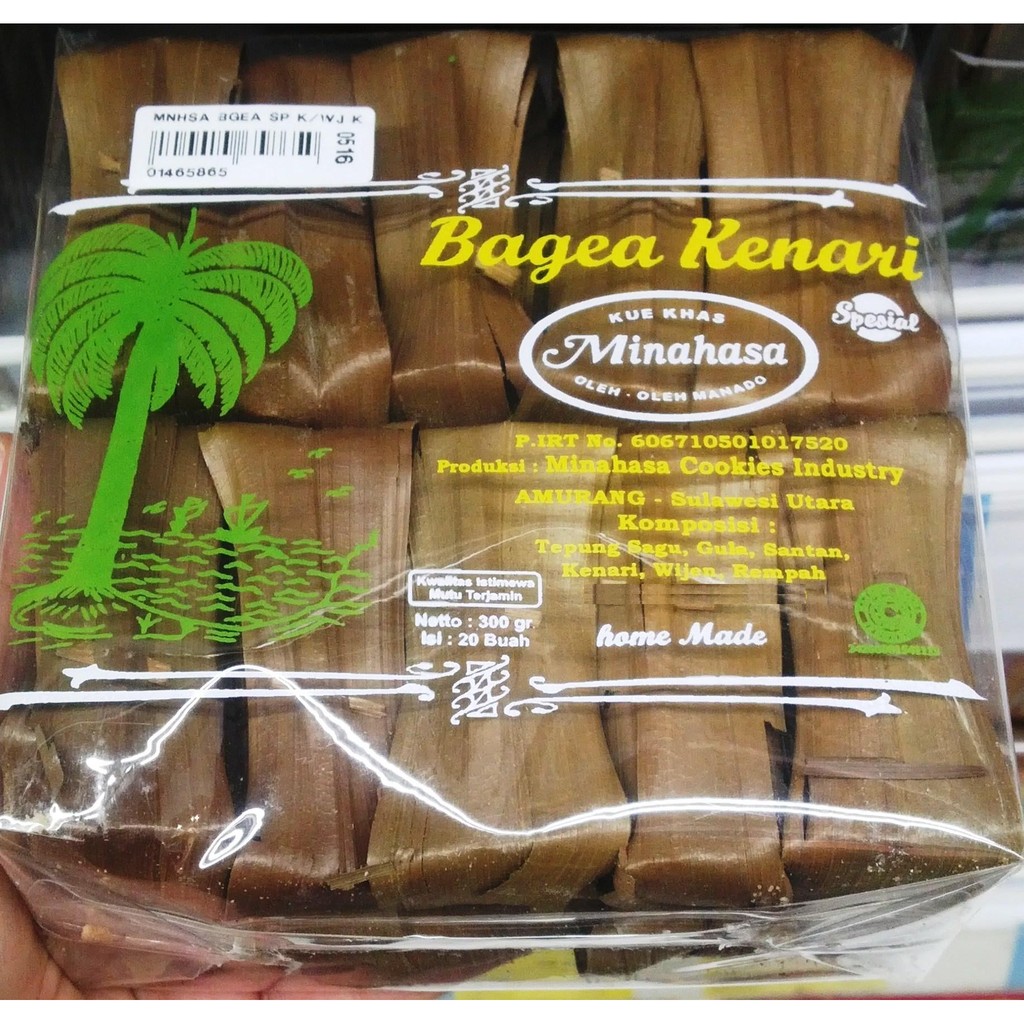 MNHSA BGEA SP K/WJ K
0516
01465865
Bagea Kenari
Spesial
KUE KHAS
Minahasa
OLEH - OLEH MANADO
P.IRT No. 606710501017520
Produksi : Minahasa Cookies Industry
AMURANG - Sulawesi Utara
Komposisi :
Tepung Sagu, Gula, Santan,
Kenari, Wijen, Rempah
Kwalitas Istimewa
Mutu Terjamin
Netto : 300 gr.
Isi : 20 Buah
home Made